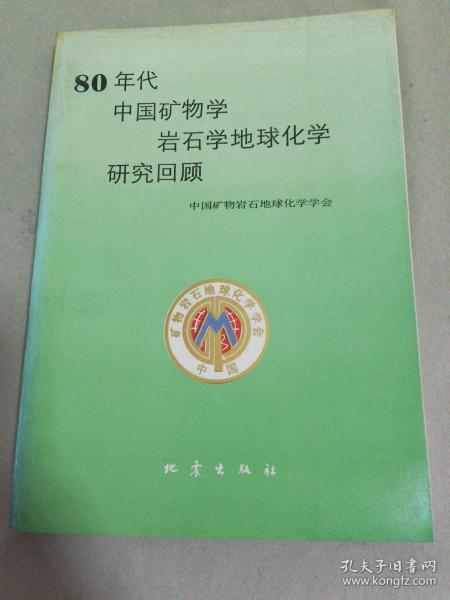 80年代
中国矿物学
岩石学地球化学
研究回顾
中国矿物岩石地球化学学会
矿物岩石地球化学学会
中国
地震出版社
孔夫子旧书网
www.kongfz.com